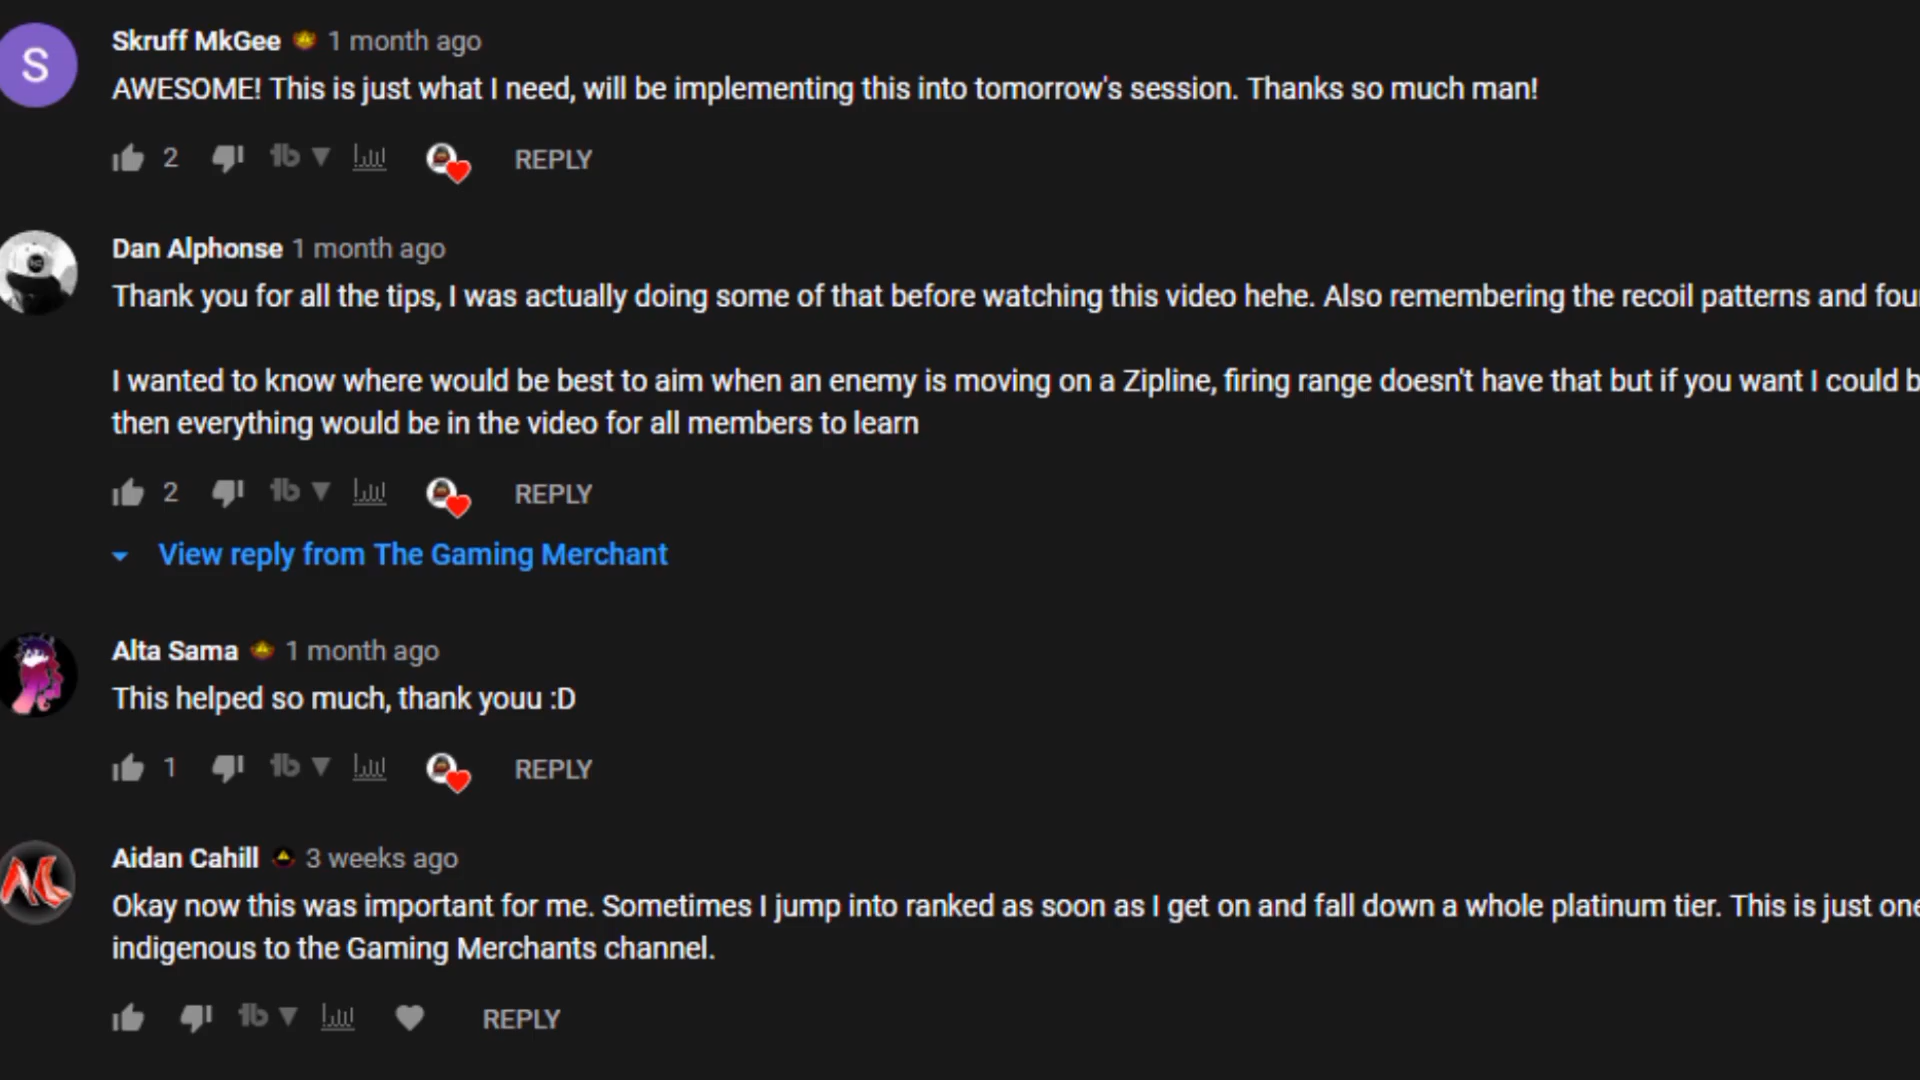 S
Skruff MkGee 1 month ago
AWESOME! This is just what I need, will be implementing this into tomorrow's session. Thanks so much man!
2 REPLY
Dan Alphonse 1 month ago
Thank you for all the tips, I was actually doing some of that before watching this video hehe. Also remembering the recoil patterns and
I wanted to know where would be best to aim when an enemy is moving on a Zipline, firing range doesn't have that but if you want I could
then everything would be in the video for all members to learn
2 REPLY
View reply from The Gaming Merchant
Alta Sama 1 month ago
This helped so much, thank youu :D
1 REPLY
Aidan Cahill 3 weeks ago
Okay now this was important for me. Sometimes I jump into ranked as soon as I get on and fall down a whole platinum tier. This is just one
indigenous to the Gaming Merchants channel.
REPLY